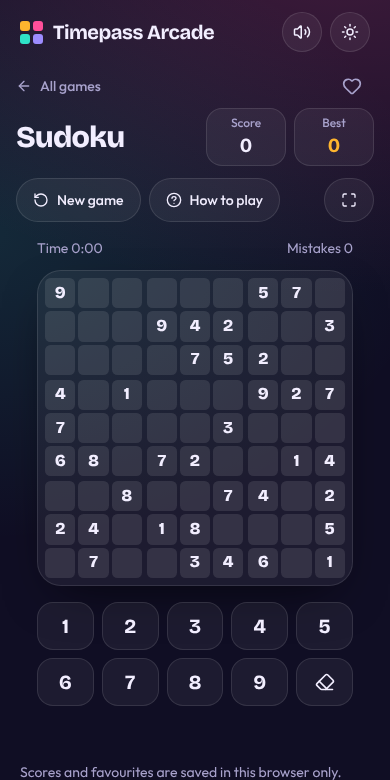 Timepass Arcade
All games
Sudoku
Score
0
Best
0
New game
How to play
Time 0:00
Mistakes 0
9 5 7
9 4 2 3
7 5 2
4 1 9 2 7
7 3
6 8 7 2 1 4
8 7 4 2
2 4 1 8 5
7 3 4 6 1
1 2 3 4 5
6 7 8 9
Scores and favourites are saved in this browser only.